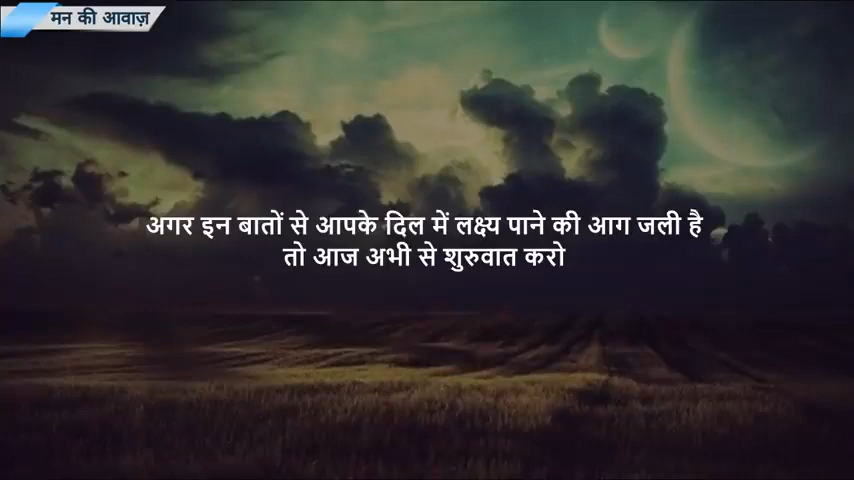 मन की आवाज़
अगर इन बातों से आपके दिल में लक्ष्य पाने की आग जली है
तो आज अभी से शुरुवात करो